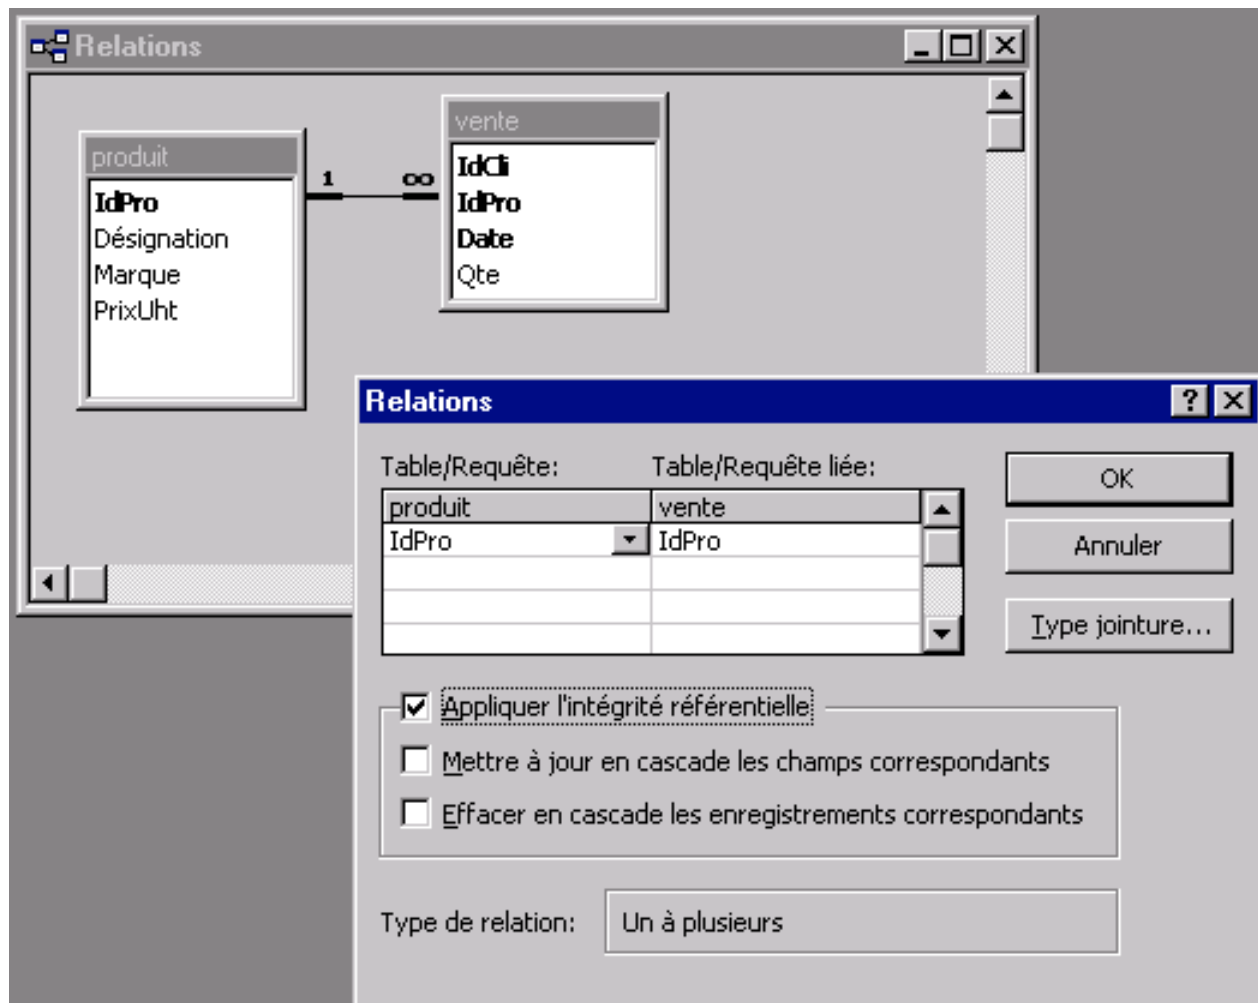 Relations
produit
IdPro
Désignation
Marque
PrixUht
1 ∞
vente
IdCli
IdPro
Date
Qte
Relations
Table/Requête: Table/Requête liée:
produit vente
IdPro IdPro
OK
Annuler
Type jointure...
Appliquer l'intégrité référentielle
Mettre à jour en cascade les champs correspondants
Effacer en cascade les enregistrements correspondants
Type de relation: Un à plusieurs